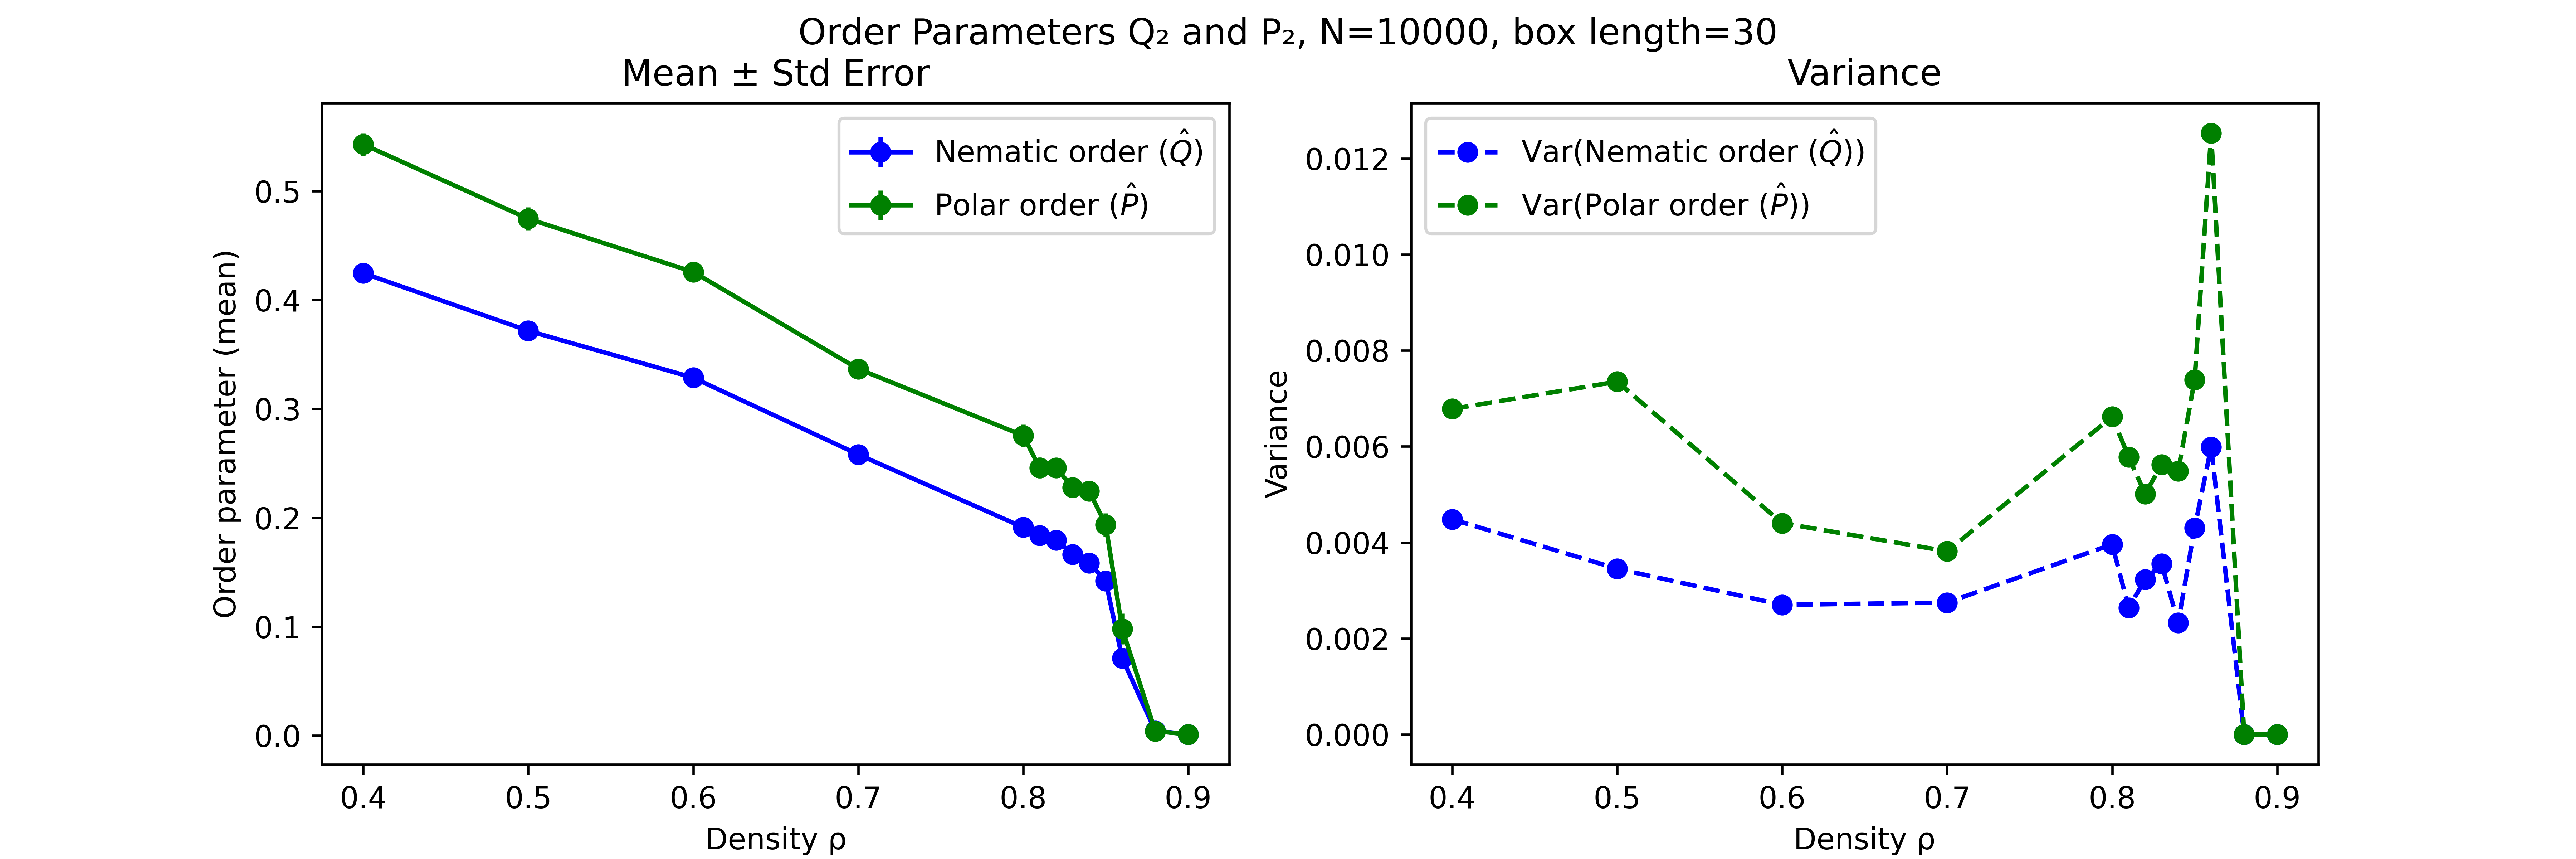 Order Parameters Q₂ and P₂, N=10000, box length=30
Mean ± Std Error
Order parameter (mean)
0.5
0.4
0.3
0.2
0.1
0.0
Nematic order (Q̂)
Polar order (P̂)
0.4 0.5 0.6 0.7 0.8 0.9
Density ρ
Variance
Variance
0.012
0.010
0.008
0.006
0.004
0.002
0.000
Var(Nematic order (Q̂))
Var(Polar order (P̂))
0.4 0.5 0.6 0.7 0.8 0.9
Density ρ